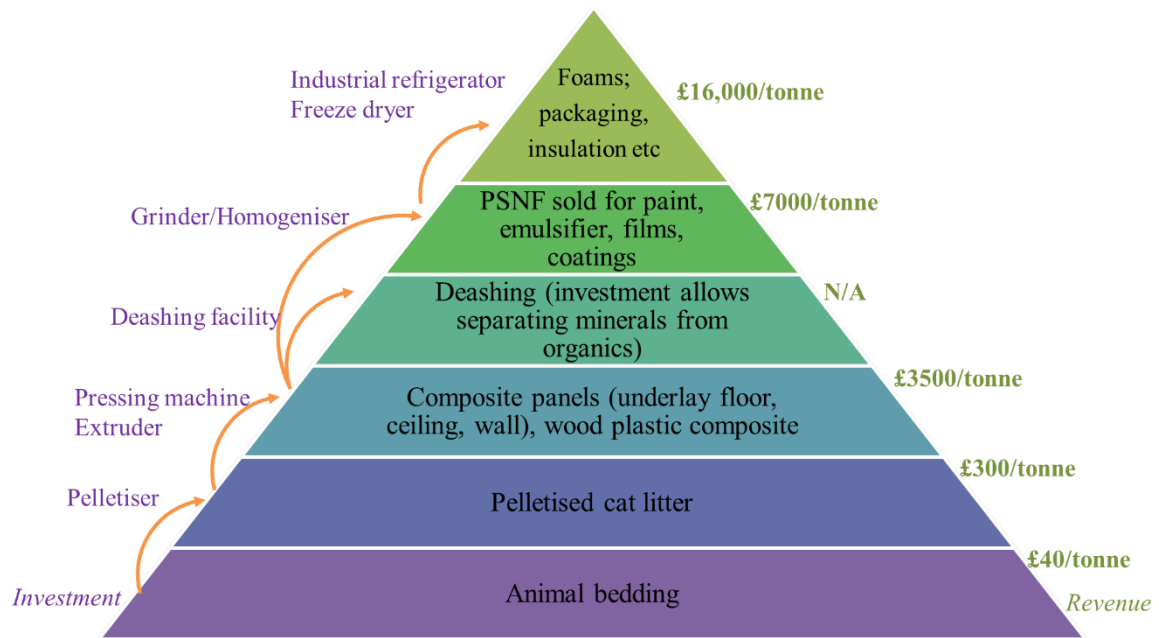 Industrial refrigerator
Freeze dryer
Foams;
packaging,
insulation etc
£16,000/tonne
Grinder/Homogeniser
PSNF sold for paint,
emulsifier, films,
coatings
£7000/tonne
Deashing facility
Deashing (investment allows
separating minerals from
organics)
N/A
Pressing machine
Extruder
Composite panels (underlay floor,
ceiling, wall), wood plastic composite
£3500/tonne
Pelletiser
Pelletised cat litter
£300/tonne
Investment
Animal bedding
£40/tonne
Revenue